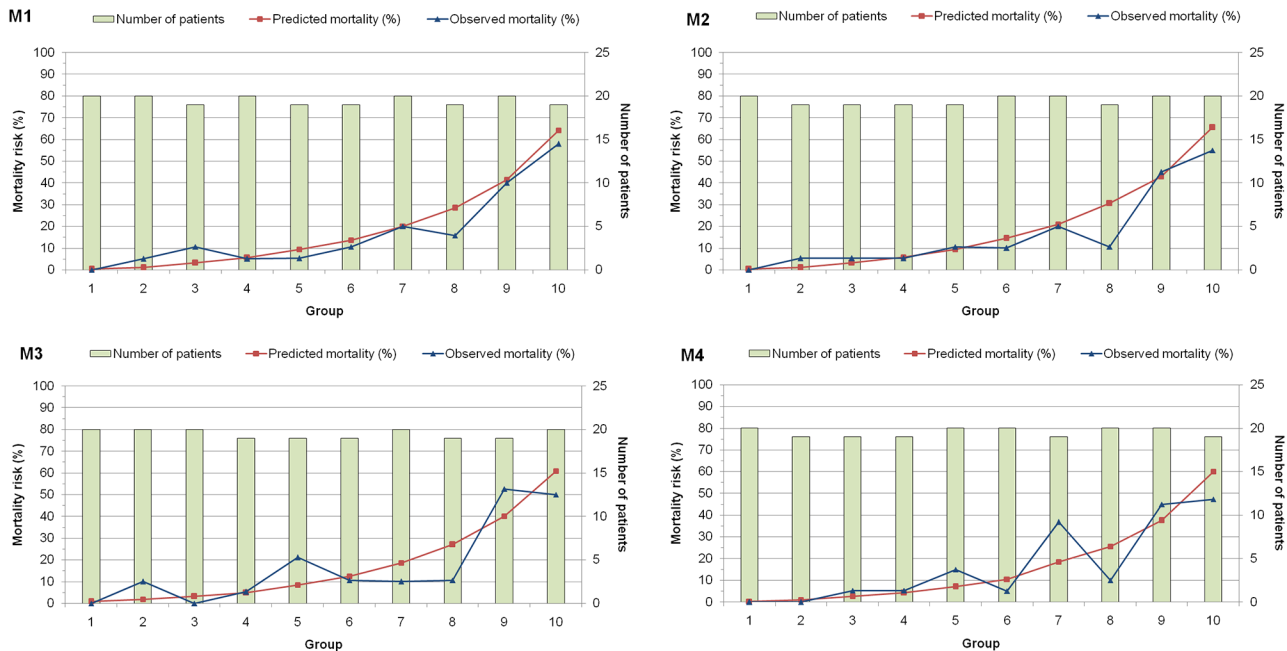 M1
Number of patients Predicted mortality (%) Observed mortality (%)
100 25
90
80 20
70
60 15
50
40 10
30
20 5
10
0 0
1 2 3 4 5 6 7 8 9 10
Group
Mortality risk (%)
Number of patients
M2
Number of patients Predicted mortality (%) Observed mortality (%)
100 25
90
80 20
70
60 15
50
40 10
30
20 5
10
0 0
1 2 3 4 5 6 7 8 9 10
Group
Mortality risk (%)
Number of patients
M3
Number of patients Predicted mortality (%) Observed mortality (%)
100 25
90
80 20
70
60 15
50
40 10
30
20 5
10
0 0
1 2 3 4 5 6 7 8 9 10
Group
Mortality risk (%)
Number of patients
M4
Number of patients Predicted mortality (%) Observed mortality (%)
100 25
90
80 20
70
60 15
50
40 10
30
20 5
10
0 0
1 2 3 4 5 6 7 8 9 10
Group
Mortality risk (%)
Number of patients